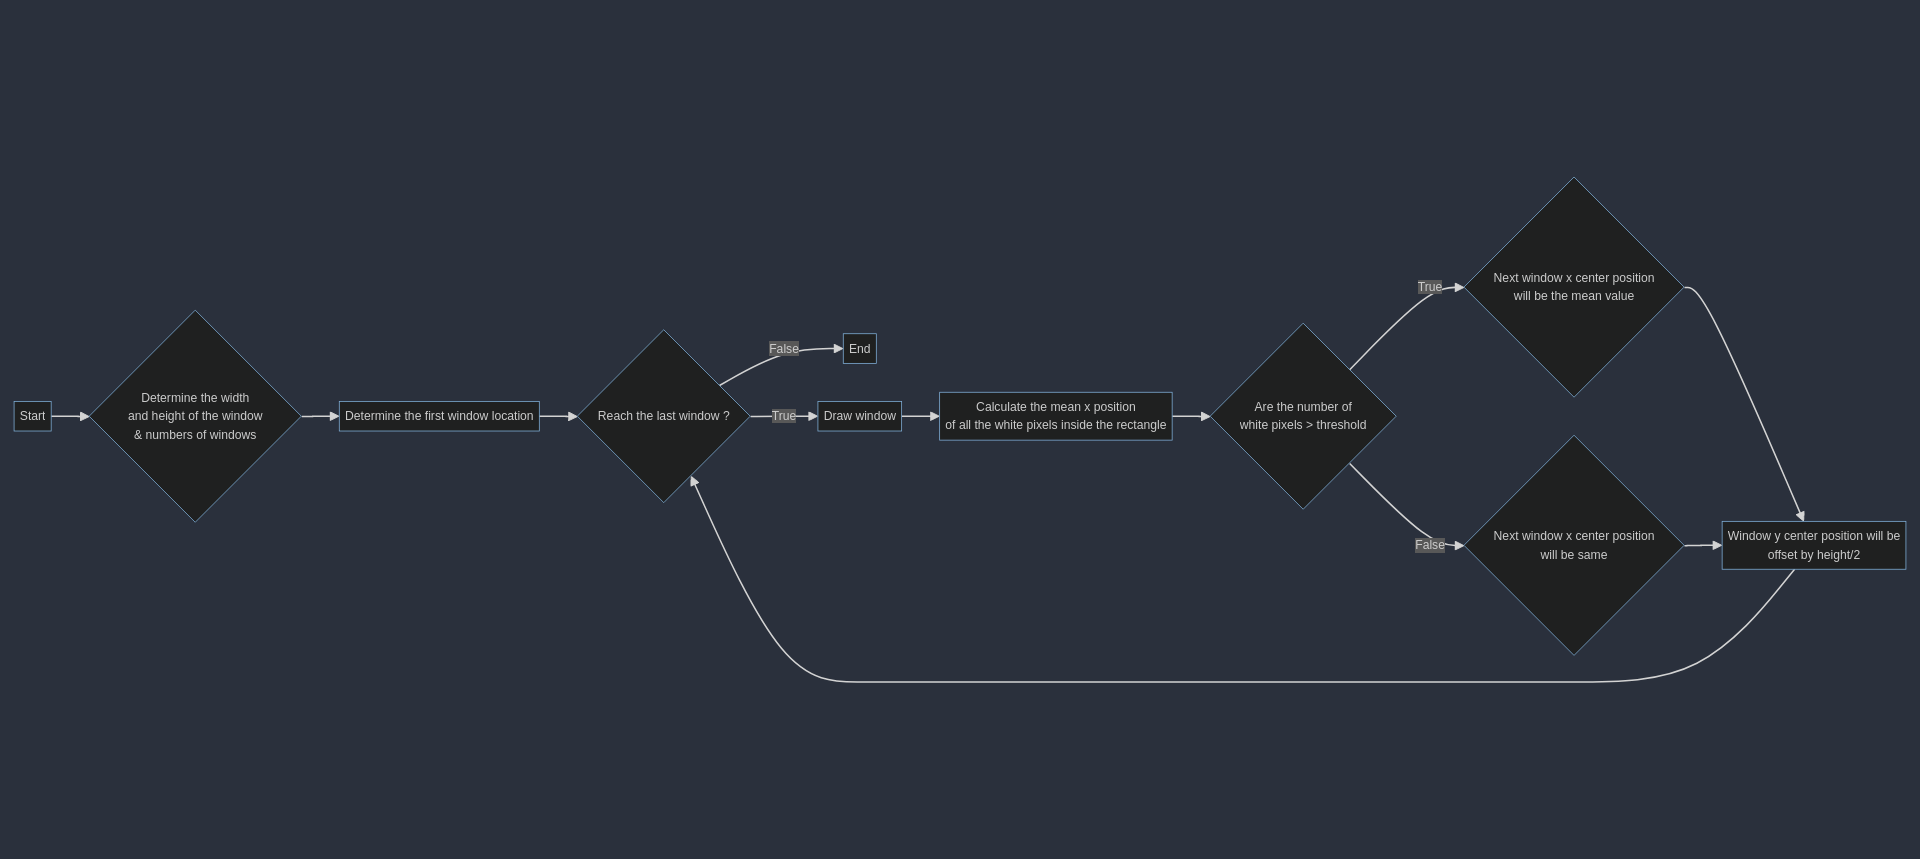 Start
Determine the width
and height of the window
& numbers of windows
Determine the first window location
Reach the last window ?
False
End
True
Draw window
Calculate the mean x position
of all the white pixels inside the rectangle
Are the number of
white pixels > threshold
True
Next window x center position
will be the mean value
False
Next window x center position
will be same
Window y center position will be
offset by height/2